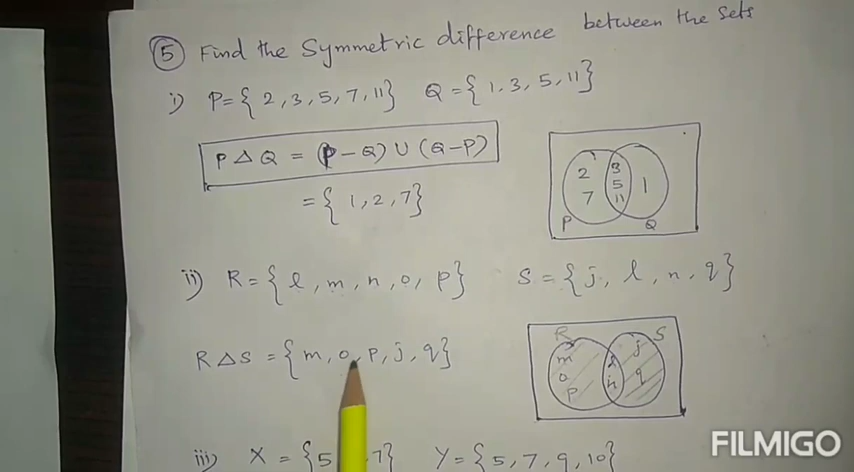 ⑤ Find the Symmetric difference between the sets
i) P = { 2, 3, 5, 7, 11 } Q = { 1, 3, 5, 11 }
P Δ Q = (P - Q) ∪ (Q - P)
= { 1, 2, 7 }
2 3 1
5
7 11
P Q
ii) R = { l, m, n, o, p } S = { j, l, n, q }
R Δ S = { m, o, p, j, q }
R S
m l j
o n q
p
iii) X = { 5 7 } Y = { 5, 7, 9, 10 }
FILMIGO